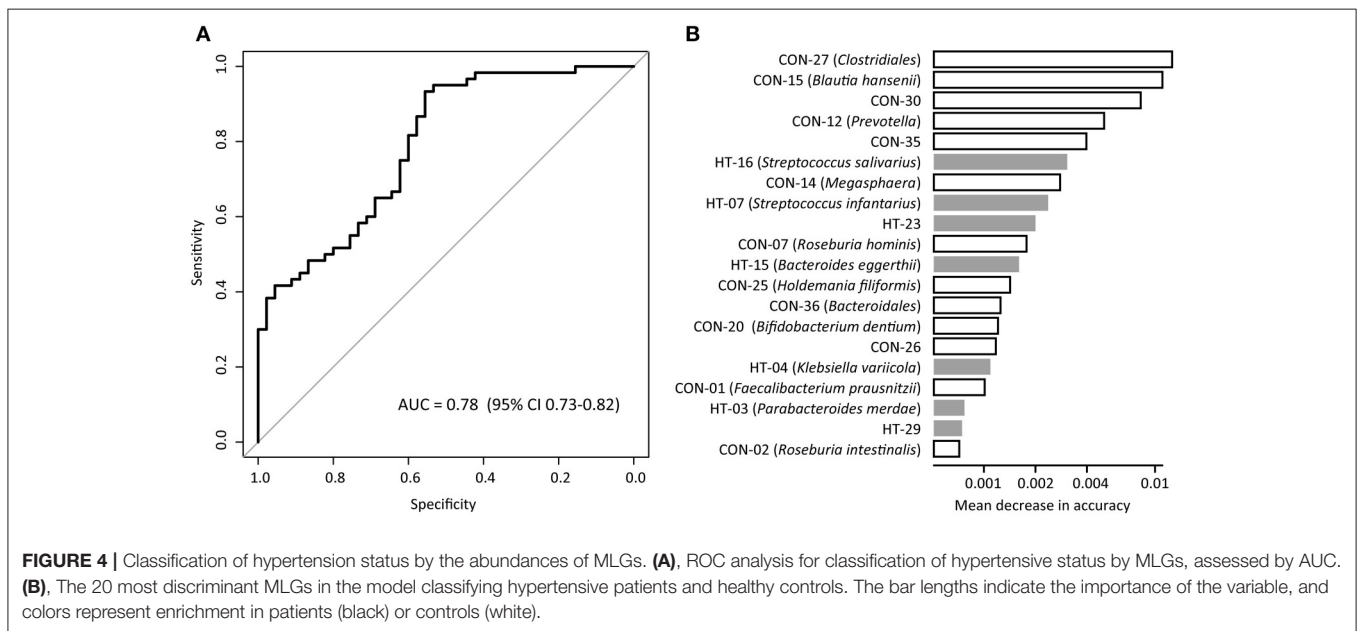 A
1.0
0.8
0.6
0.4
0.2
0.0
Sensitivity
AUC = 0.78 (95% CI 0.73-0.82)
1.0 0.8 0.6 0.4 0.2 0.0
Specificity
B
CON-27 (Clostridiales)
CON-15 (Blautia hansenii)
CON-30
CON-12 (Prevotella)
CON-35
HT-16 (Streptococcus salivarius)
CON-14 (Megasphaera)
HT-07 (Streptococcus infantarius)
HT-23
CON-07 (Roseburia hominis)
HT-15 (Bacteroides eggerthii)
CON-25 (Holdemania filiformis)
CON-36 (Bacteroidales)
CON-20 (Bifidobacterium dentium)
CON-26
HT-04 (Klebsiella variicola)
CON-01 (Faecalibacterium prausnitzii)
HT-03 (Parabacteroides merdae)
HT-29
CON-02 (Roseburia intestinalis)
0.001 0.002 0.004 0.01
Mean decrease in accuracy
FIGURE 4 | Classification of hypertension status by the abundances of MLGs. (A), ROC analysis for classification of hypertensive status by MLGs, assessed by AUC.
(B), The 20 most discriminant MLGs in the model classifying hypertensive patients and healthy controls. The bar lengths indicate the importance of the variable, and
colors represent enrichment in patients (black) or controls (white).